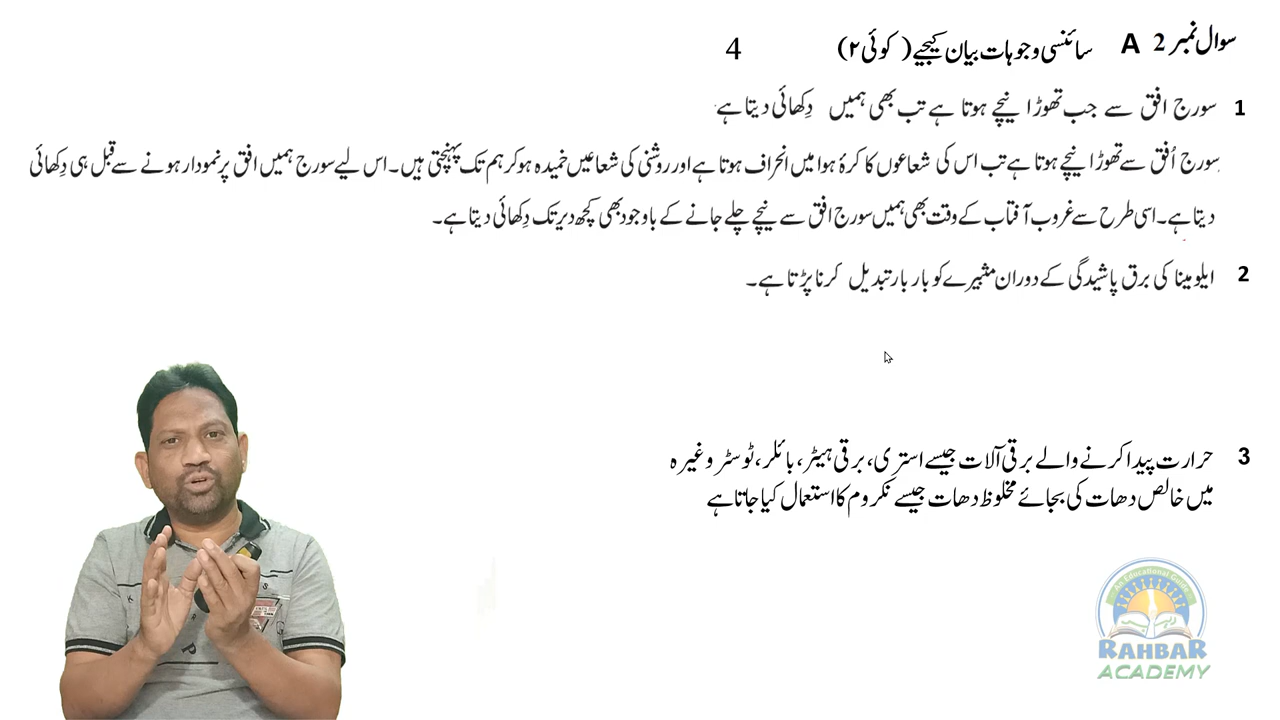 سوال نمبر 2 A سائنسی وجوہات بیان کیجیے ( کوئی ۲) 4
1 سورج افق سے جب تھوڑا نیچے ہوتا ہے تب بھی ہمیں دِکھائی دیتا ہے
سورج اُفق سے تھوڑا نیچے ہوتا ہے تب اس کی شعاعوں کا کرۂ ہوا میں انحراف ہوتا ہے اور روشنی کی شعاعیں خمیدہ ہو کر ہم تک پہنچتی ہیں۔ اس لیے سورج ہمیں افق پر نمودار ہونے سے قبل ہی دِکھائی
دیتا ہے۔ اسی طرح سے غروب آفتاب کے وقت بھی ہمیں سورج افق سے نیچے چلے جانے کے باوجود بھی کچھ دیر تک دِکھائی دیتا ہے۔
2 ایلومینا کی برق پاشیدگی کے دوران مثبیرے کو بار بار تبدیل کرنا پڑتا ہے۔
3 حرارت پیدا کرنے والے برقی آلات جیسے استری، برقی ہیٹر، بائلر، ٹوسٹر وغیرہ
میں خالص دھات کی بجائے مخلوط دھات جیسے نکروم کا استعمال کیا جاتا ہے
An Educational Guide
رہبر
RAHBAR
ACADEMY